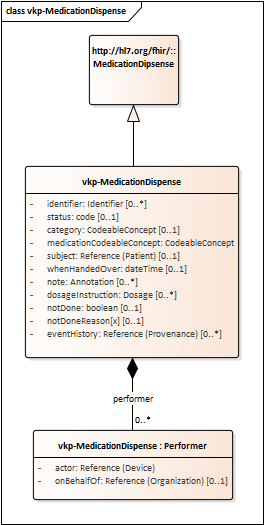 class vkp-MedicationDispense
http://hl7.org/fhir/::
MedicationDipsense
vkp-MedicationDispense
- identifier: Identifier [0..*]
- status: code [0..1]
- category: CodeableConcept [0..1]
- medicationCodeableConcept: CodeableConcept
- subject: Reference (Patient) [0..1]
- whenHandedOver: dateTime [0..1]
- note: Annotation [0..*]
- dosageInstruction: Dosage [0..*]
- notDone: boolean [0..1]
- notDoneReason[x] [0..1]
- eventHistory: Reference (Provenance) [0..*]
performer
0..*
vkp-MedicationDispense : Performer
- actor: Reference (Device)
- onBehalfOf: Reference (Organization) [0..1]